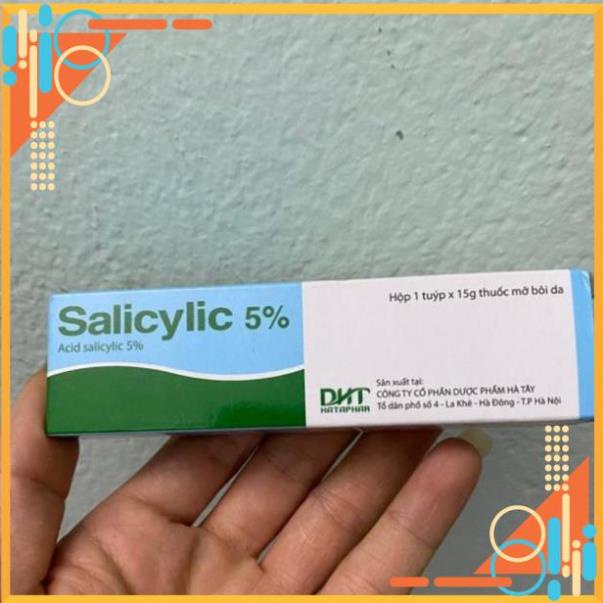 Hộp 1 tuýp x 15g thuốc mỡ bôi da
Salicylic 5%
Acid salicylic 5%
DHT
HATAPHAR
Sản xuất tại:
CÔNG TY CỔ PHẦN DƯỢC PHẨM HÀ TÂY
Tổ dân phố số 4 - La Khê - Hà Đông - T.P Hà Nội